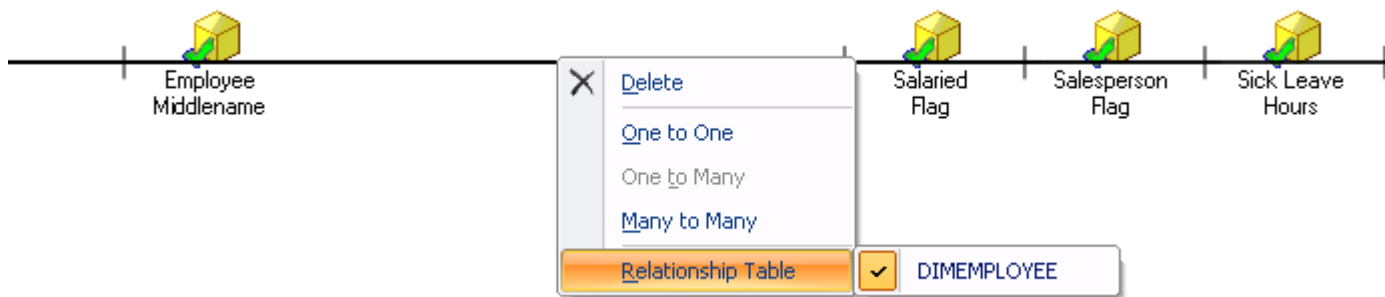 Employee
Middlename
Delete
One to One
One to Many
Many to Many
Relationship Table
DIMEMPLOYEE
Salaried
Flag
Salesperson
Flag
Sick Leave
Hours